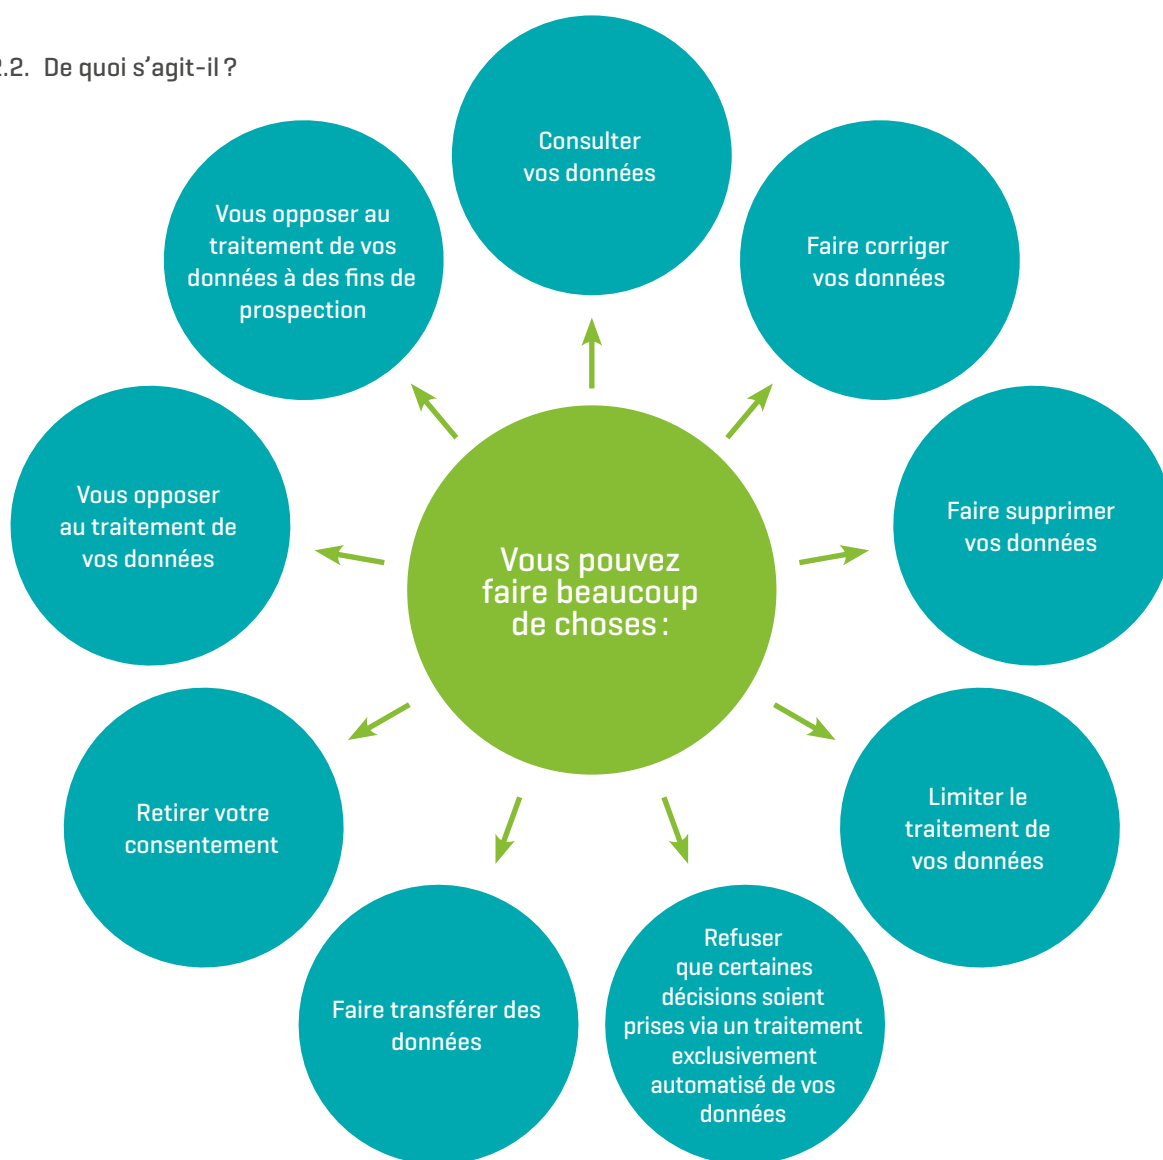 2.2. De quoi s'agit-il ?
Consulter
vos données
Faire corriger
vos données
Faire supprimer
vos données
Limiter le
traitement de
vos données
Refuser
que certaines
décisions soient
prises via un traitement
exclusivement
automatisé de vos
données
Faire transférer des
données
Retirer votre
consentement
Vous opposer
au traitement de
vos données
Vous opposer au
traitement de vos
données à des fins de
prospection
Vous pouvez
faire beaucoup
de choses :